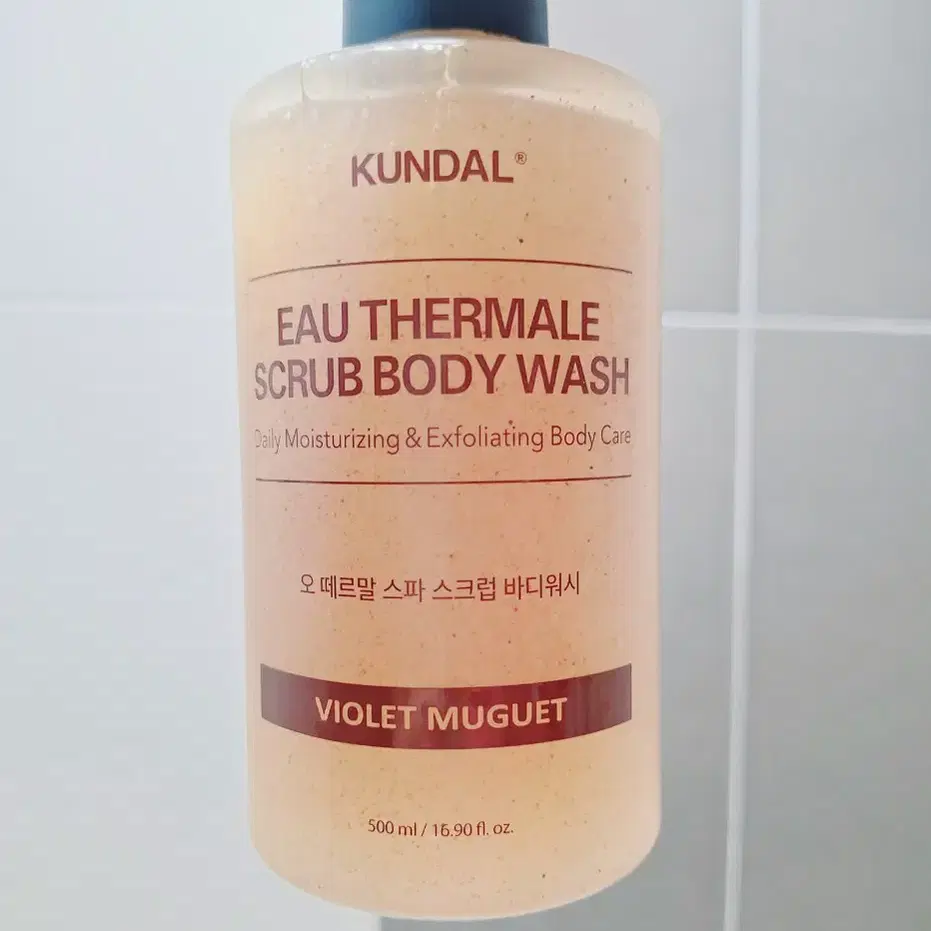 KUNDAL®
EAU THERMALE
SCRUB BODY WASH
Daily Moisturizing & Exfoliating Body Care
오 떼르말 스파 스크럽 바디워시
VIOLET MUGUET
500 ml / 16.90 fl. oz.